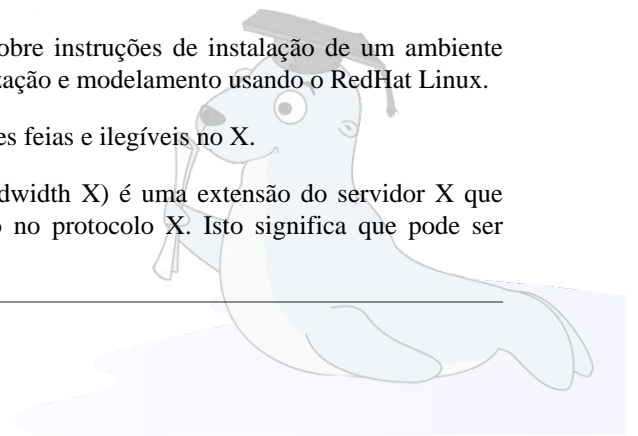 obre instruções de instalação de um ambiente
zação e modelamento usando o RedHat Linux.
es feias e ilegíveis no X.
dwidth X) é uma extensão do servidor X que
o no protocolo X. Isto significa que pode ser